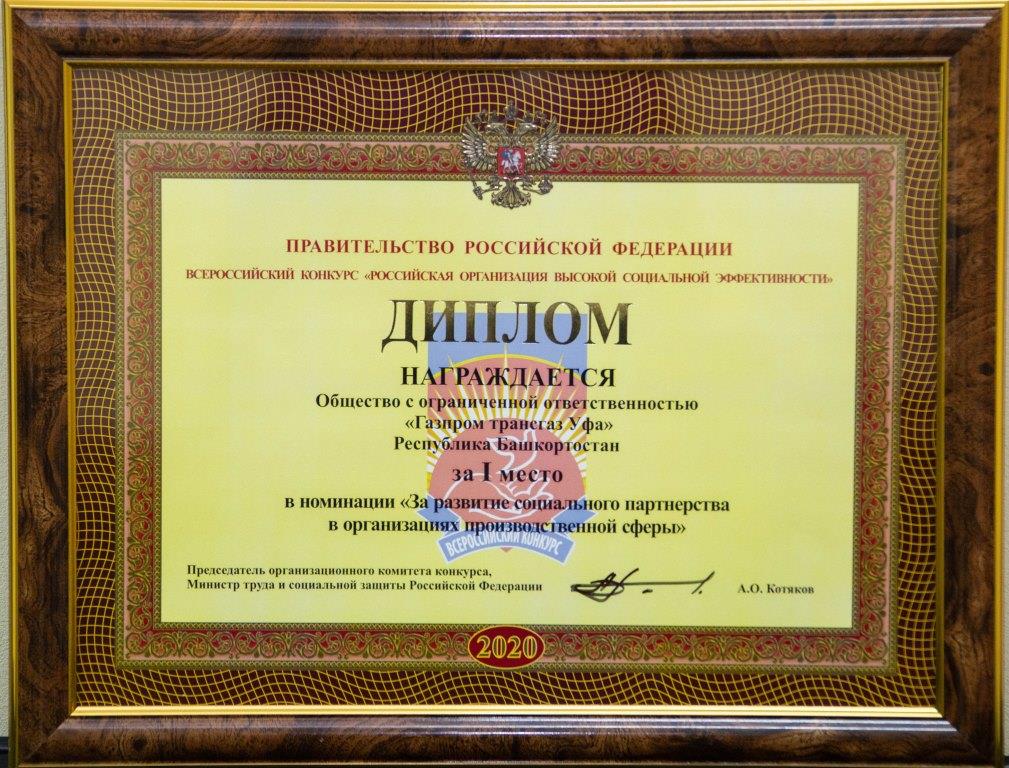 ПРАВИТЕЛЬСТВО РОССИЙСКОЙ ФЕДЕРАЦИИ
ВСЕРОССИЙСКИЙ КОНКУРС «РОССИЙСКАЯ ОРГАНИЗАЦИЯ ВЫСОКОЙ СОЦИАЛЬНОЙ ЭФФЕКТИВНОСТИ»
ДИПЛОМ
НАГРАЖДАЕТСЯ
Общество с ограниченной ответственностью
«Газпром трансгаз Уфа»
Республика Башкортостан
за I место
в номинации «За развитие социального партнерства
в организациях производственной сферы»
ВСЕРОССИЙСКИЙ КОНКУРС
Председатель организационного комитета конкурса,
Министр труда и социальной защиты Российской Федерации
А.О. Котяков
2020